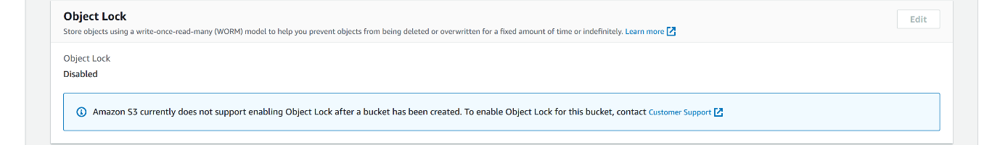 Object Lock
Edit
Store objects using a write-once-read-many (WORM) model to help you prevent objects from being deleted or overwritten for a fixed amount of time or indefinitely. Learn more
Object Lock
Disabled
Amazon S3 currently does not support enabling Object Lock after a bucket has been created. To enable Object Lock for this bucket, contact Customer Support